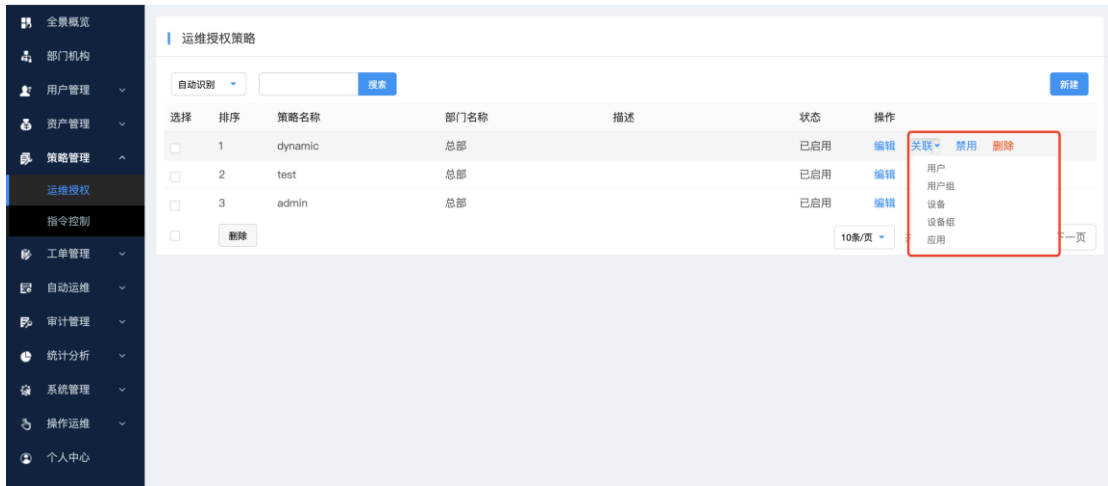 全景概览
部门机构
用户管理
资产管理
策略管理
运维授权
指令控制
工单管理
自动运维
审计管理
统计分析
系统管理
操作运维
个人中心
运维授权策略
自动识别 搜索 新建
选择 排序 策略名称 部门名称 描述 状态 操作
1 dynamic 总部 已启用 编辑 关联 禁用 删除
2 test 总部 已启用 编辑
3 admin 总部 已启用 编辑
用户
用户组
设备
设备组
应用
删除 10条/页 一页